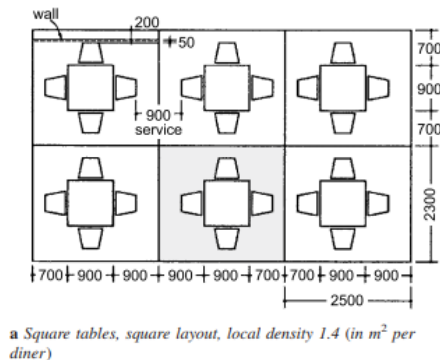 wall
200
50
700
900
700
900
service
2300
700 900 900 900 900 700 700 900 900
2500
a Square tables, square layout, local density 1.4 (in m² per
diner)